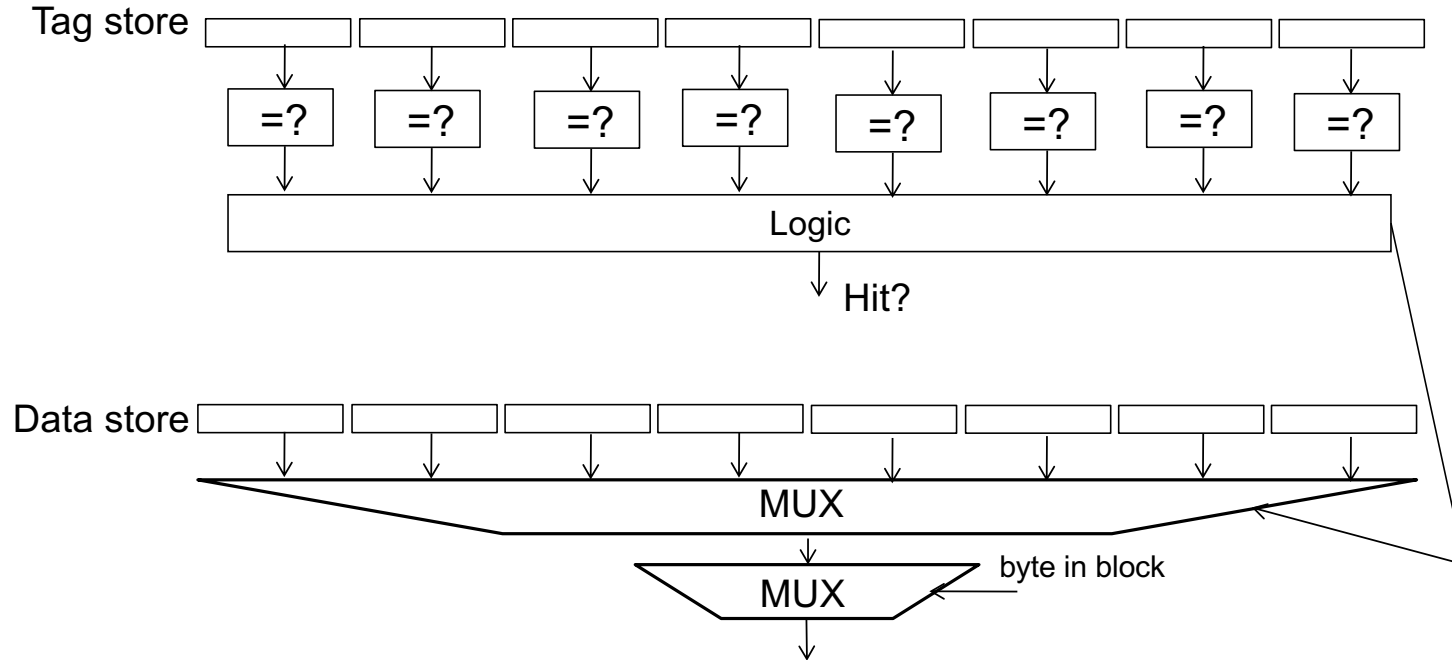 Tag store
=? =? =? =? =? =? =? =?
Logic
Hit?
Data store
MUX
byte in block
MUX